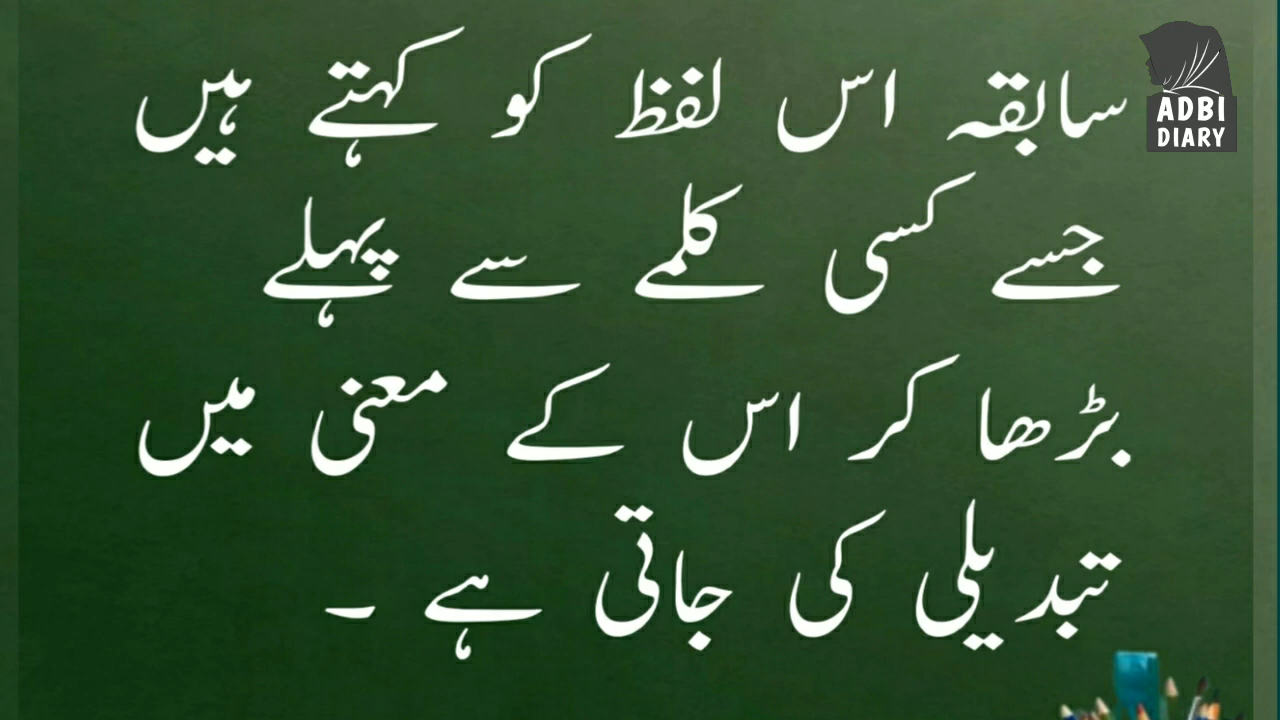 سابقہ اس لفظ کو کہتے ہیں
جسے کسی کلمے سے پہلے
بڑھا کر اس کے معنی میں
تبدیلی کی جاتی ہے ۔
ADBI
DIARY